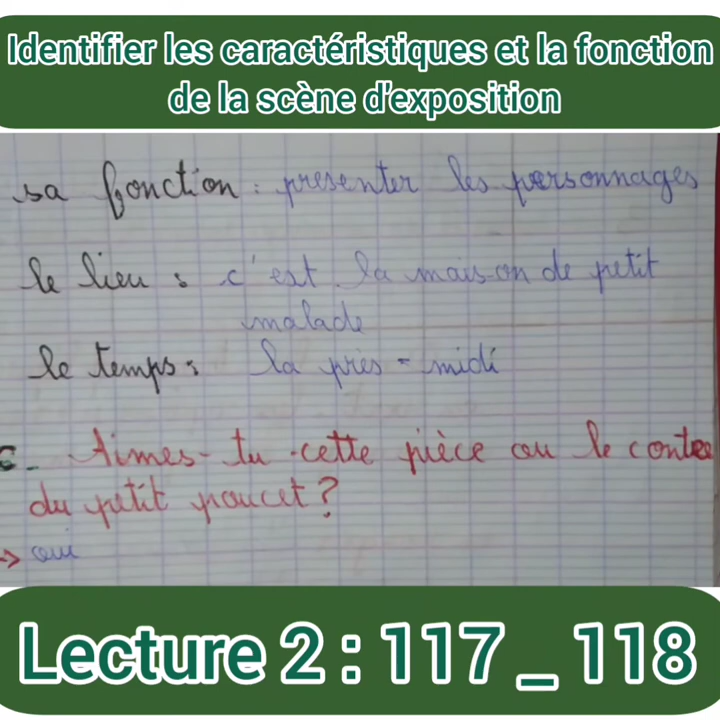 Identifier les caractéristiques et la fonction
de la scène d'exposition
sa fonction : presenter les personnages
le lieu : c'est la maison de petit
malade
le temps : la près - midi
c - Aimes-tu cette pièce ou le conte
du petit poucet ?
→ oui
Lecture 2 : 117 _ 118